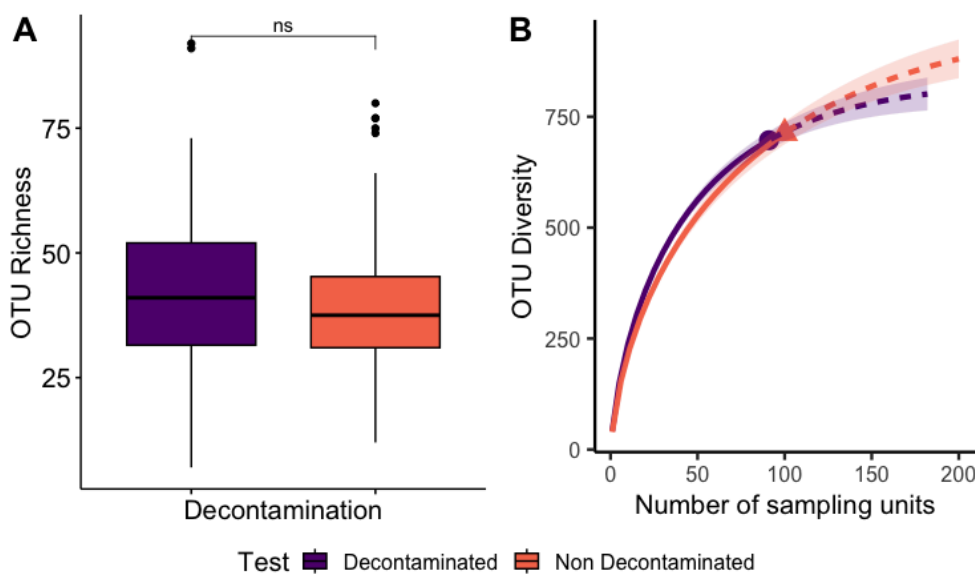 A
ns
OTU Richness
75
50
25
Decontamination
B
OTU Diversity
750
500
250
0
0 50 100 150 200
Number of sampling units
Test Decontaminated Non Decontaminated